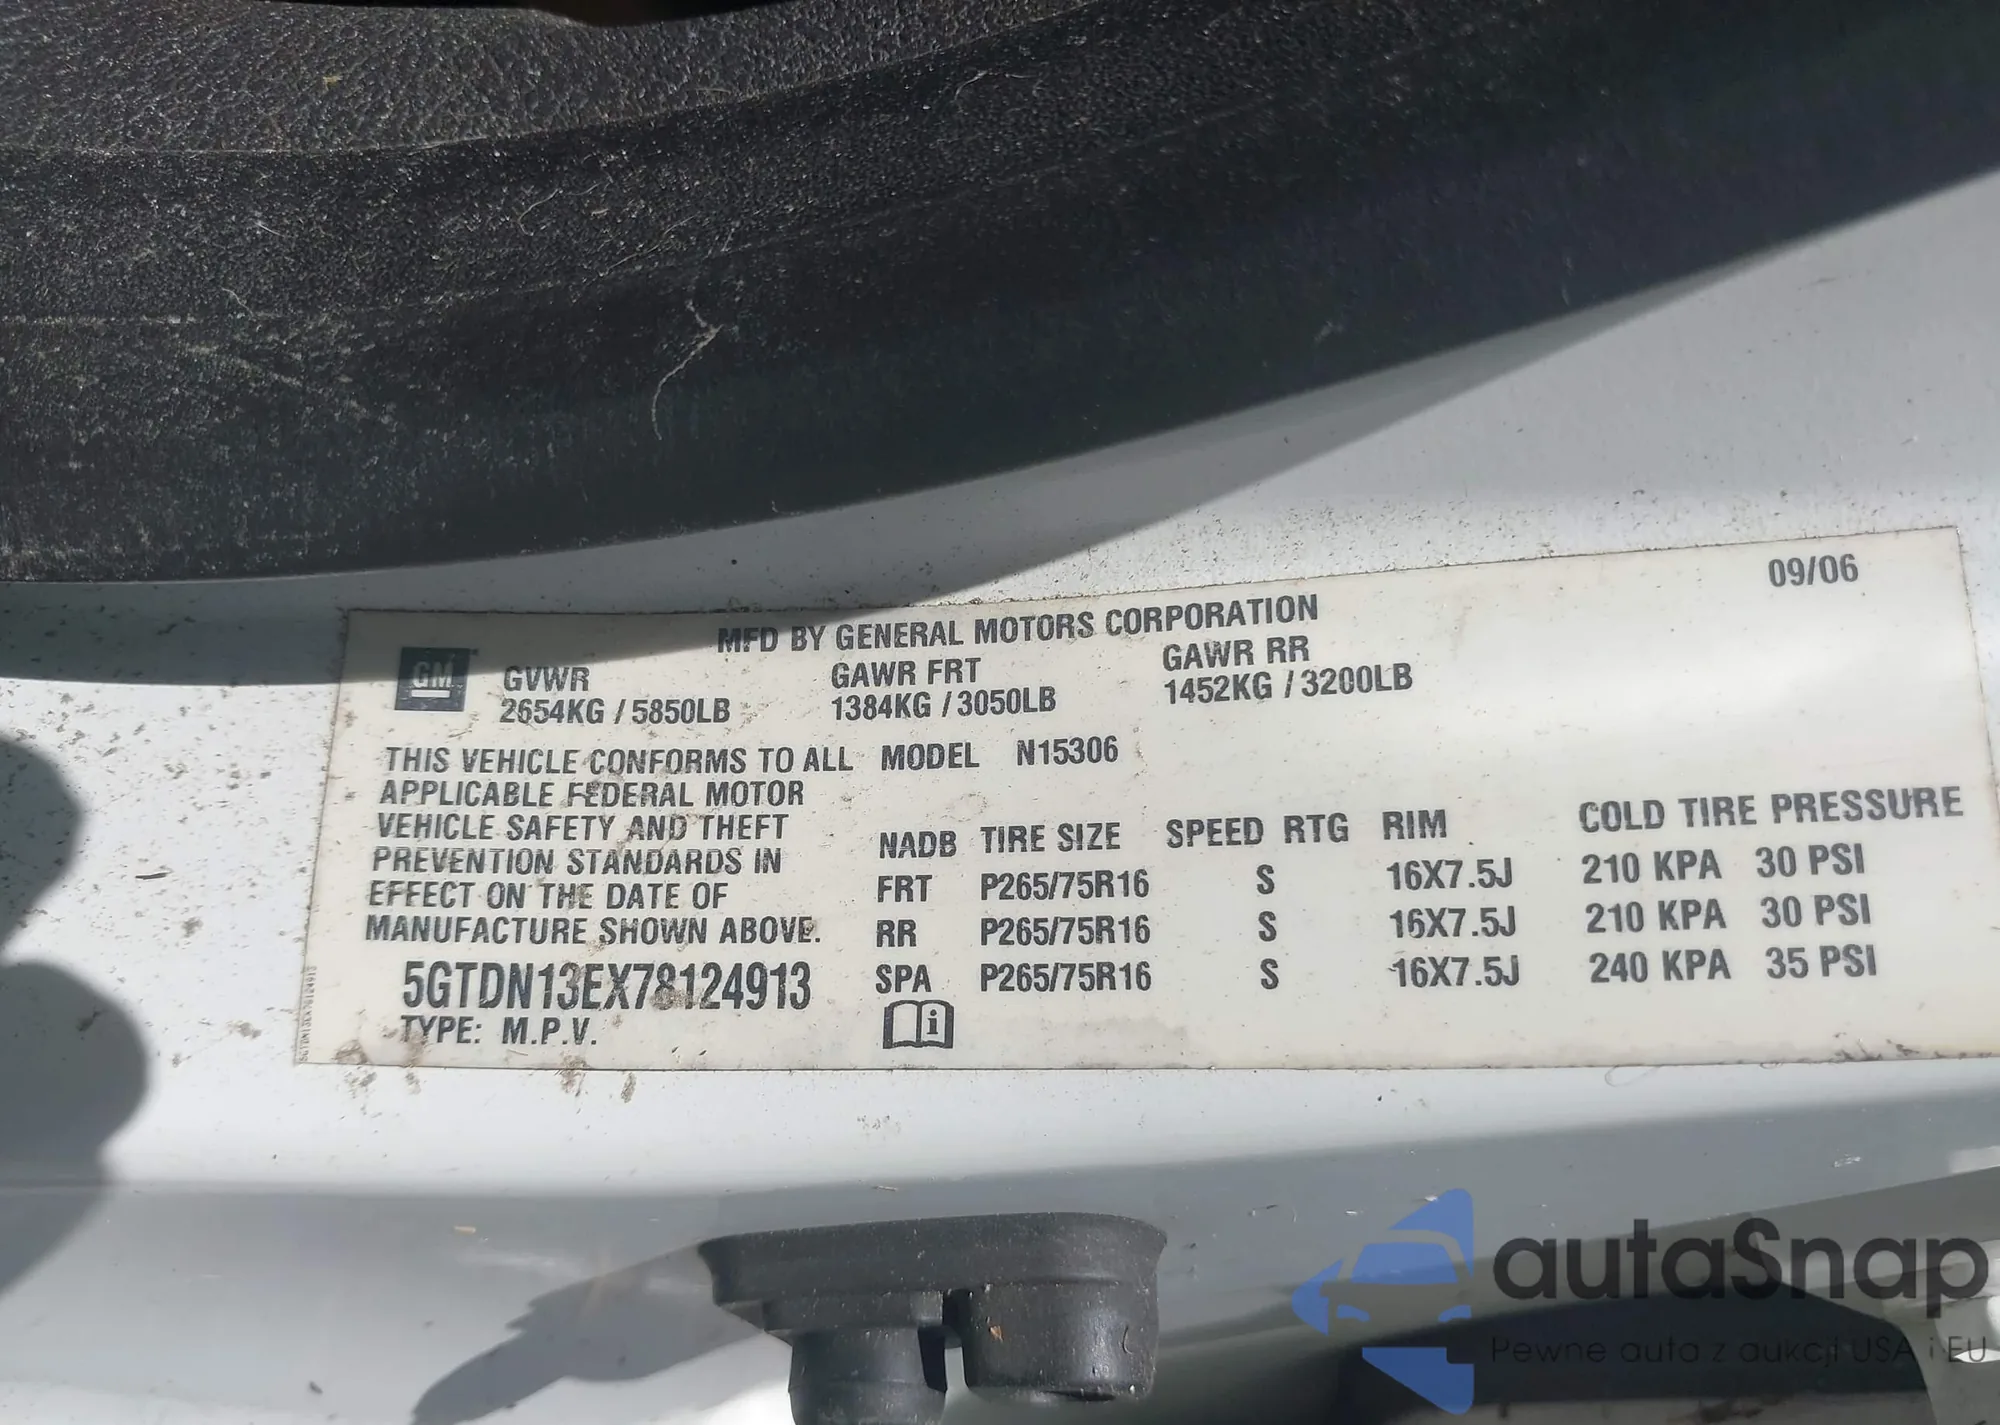 09/06
MFD BY GENERAL MOTORS CORPORATION
GM
GVWR GAWR FRT GAWR RR
2654KG / 5850LB 1384KG / 3050LB 1452KG / 3200LB
THIS VEHICLE CONFORMS TO ALL
APPLICABLE FEDERAL MOTOR
VEHICLE SAFETY AND THEFT
PREVENTION STANDARDS IN
EFFECT ON THE DATE OF
MANUFACTURE SHOWN ABOVE.
5GTDN13EX78124913
TYPE: M.P.V.
MODEL N15306
NADB TIRE SIZE SPEED RTG RIM COLD TIRE PRESSURE
FRT P265/75R16 S 16X7.5J 210 KPA 30 PSI
RR P265/75R16 S 16X7.5J 210 KPA 30 PSI
SPA P265/75R16 S 16X7.5J 240 KPA 35 PSI
i
5GTDN13EX78124913
autaSnap
Pewne auta z aukcji USA i EU